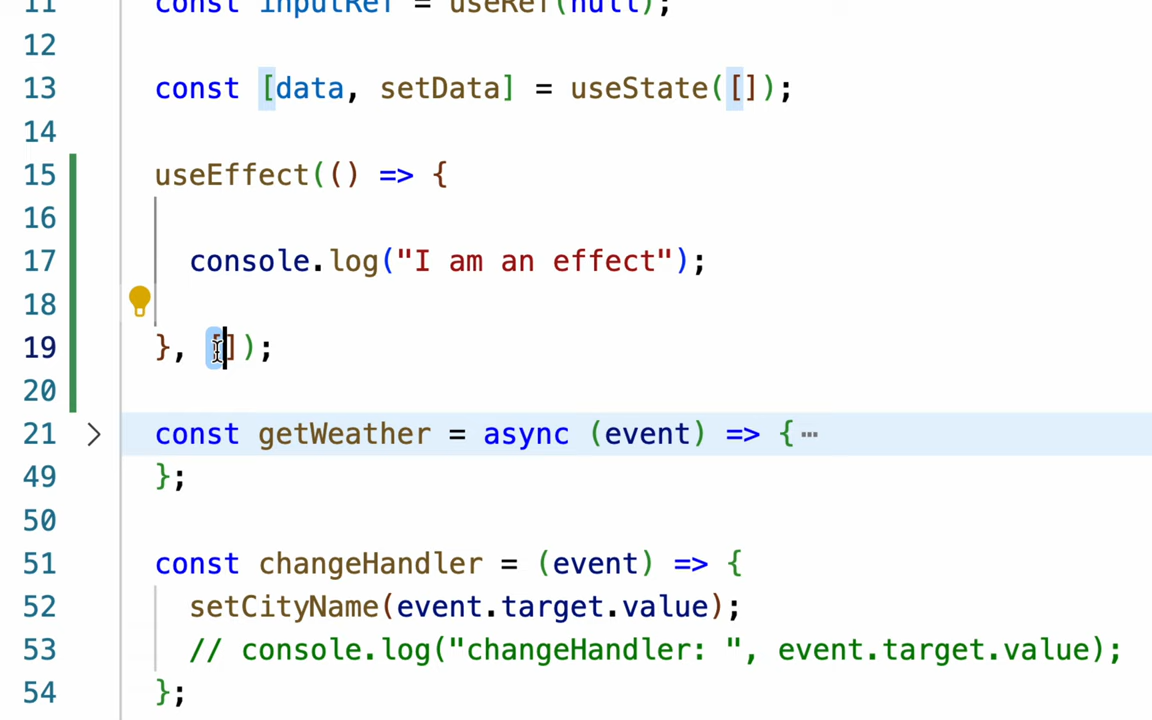 11 const inputRef = useRef(null);
12
13 const [data, setData] = useState([]);
14
15 useEffect(() => {
16
17 console.log("I am an effect");
18
19 }, []);
20
21 const getWeather = async (event) => {…
49 };
50
51 const changeHandler = (event) => {
52 setCityName(event.target.value);
53 // console.log("changeHandler: ", event.target.value);
54 };